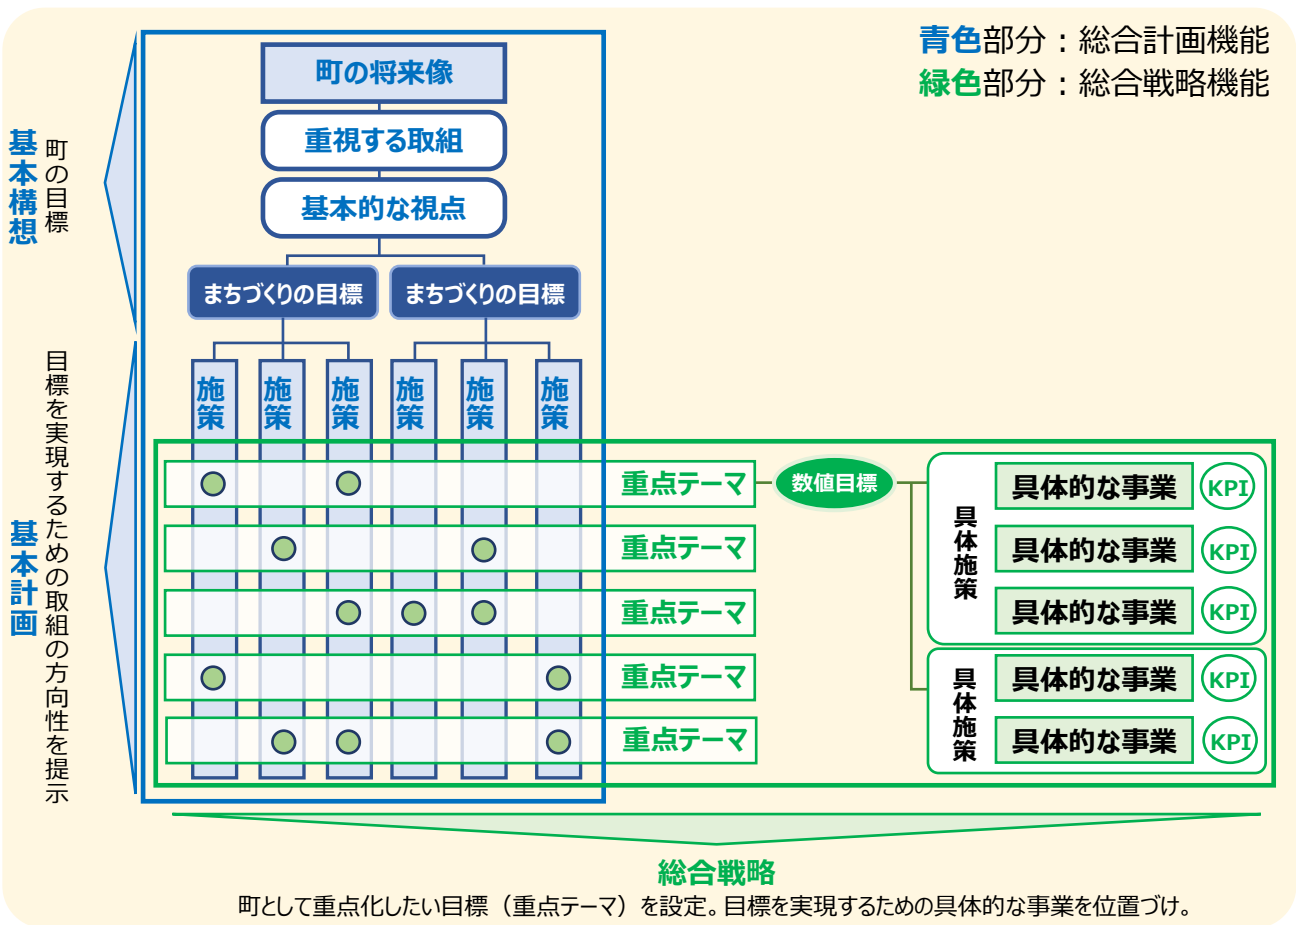 青色部分：総合計画機能
緑色部分：総合戦略機能
基本構想
町の目標
町の将来像
重視する取組
基本的な視点
まちづくりの目標
まちづくりの目標
基本計画
目標を実現するための取組の方向性を提示
施策
施策
施策
施策
施策
施策
重点テーマ
重点テーマ
重点テーマ
重点テーマ
重点テーマ
数値目標
具体施策
具体的な事業 KPI
具体的な事業 KPI
具体的な事業 KPI
具体施策
具体的な事業 KPI
具体的な事業 KPI
総合戦略
町として重点化したい目標（重点テーマ）を設定。目標を実現するための具体的な事業を位置づけ。